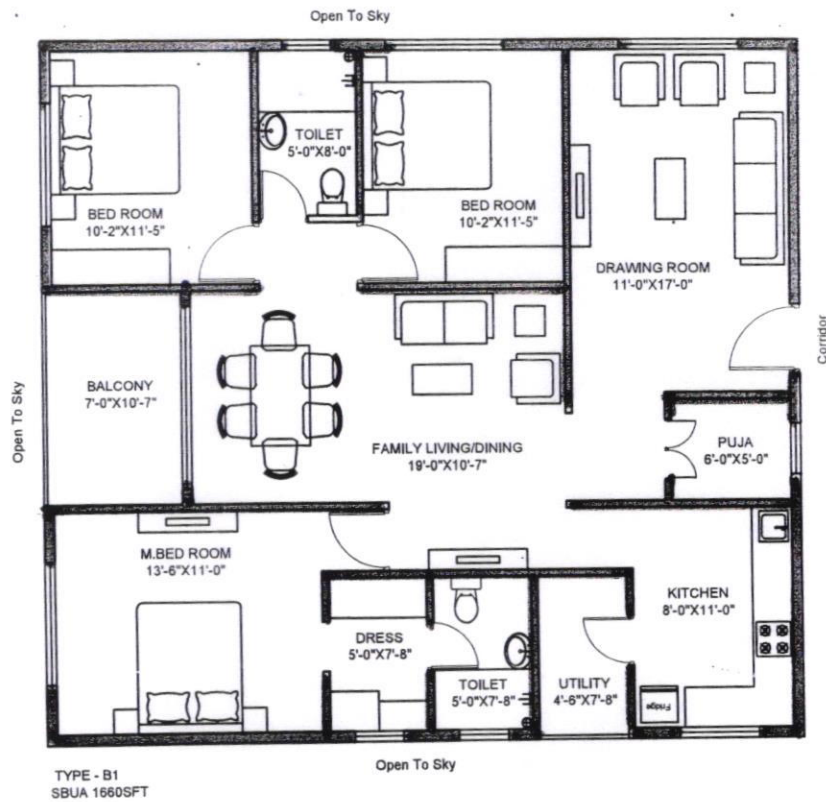 Open To Sky
TOILET
5'-0"X8'-0"
BED ROOM
10'-2"X11'-5"
BED ROOM
10'-2"X11'-5"
DRAWING ROOM
11'-0"X17'-0"
Corridor
Open To Sky
BALCONY
7'-0"X10'-7"
FAMILY LIVING/DINING
19'-0"X10'-7"
PUJA
6'-0"X5'-0"
M.BED ROOM
13'-6"X11'-0"
KITCHEN
8'-0"X11'-0"
DRESS
5'-0"X7'-8"
TOILET
5'-0"X7'-8"
UTILITY
4'-6"X7'-8"
Fridge
Open To Sky
TYPE - B1
SBUA 1660SFT